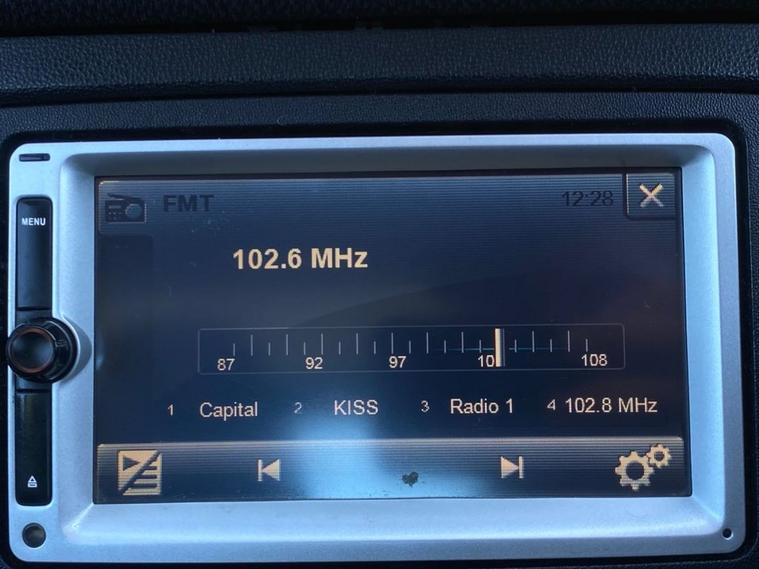 FMT 12:28
MENU
102.6 MHz
87 92 97 10 108
1 Capital 2 KISS 3 Radio 1 4 102.8 MHz